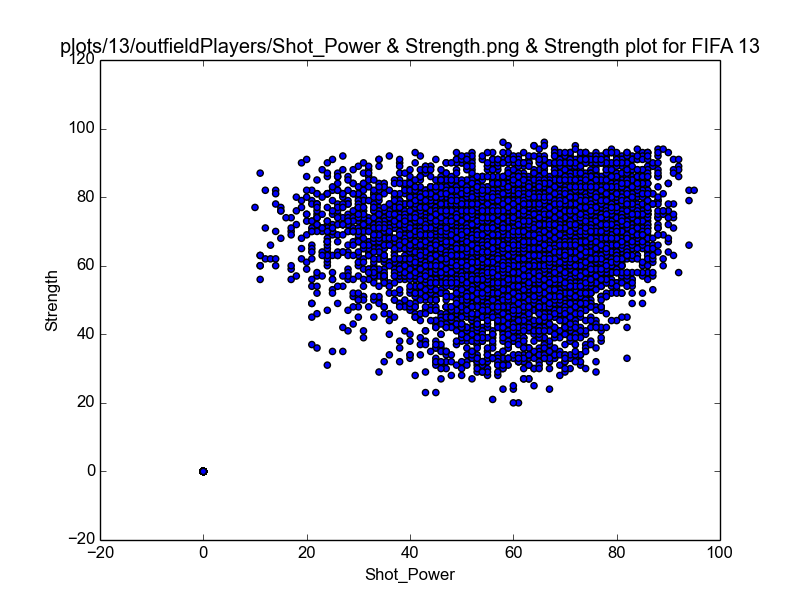 plots/13/outfieldPlayers/Shot_Power & Strength.png & Strength plot for FIFA 13
120
100
80
60
40
20
0
−20
Strength
−20 0 20 40 60 80 100
Shot_Power